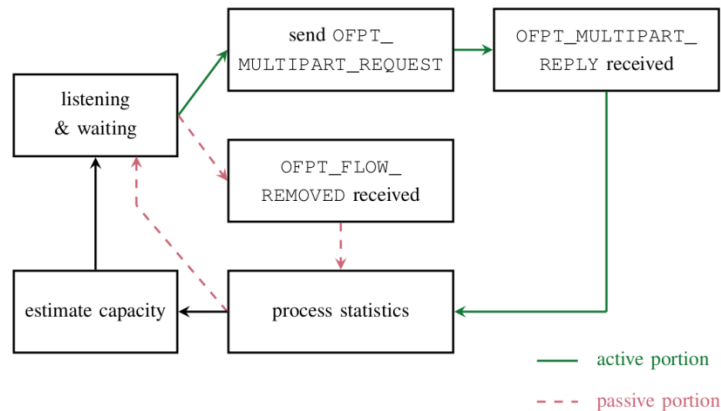 send OFPT_
MULTIPART_REQUEST
OFPT_MULTIPART_
REPLY received
listening
& waiting
OFPT_FLOW_
REMOVED received
estimate capacity
process statistics
active portion
passive portion